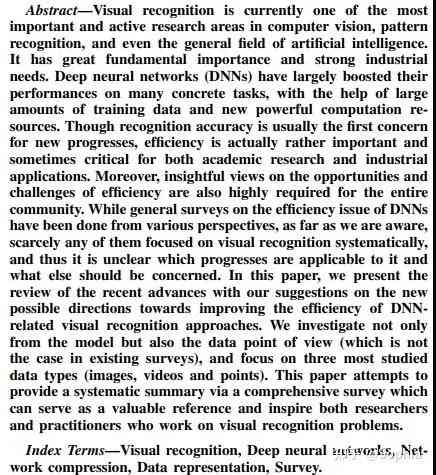 Abstract—Visual recognition is currently one of the most
important and active research areas in computer vision, pattern
recognition, and even the general field of artificial intelligence.
It has great fundamental importance and strong industrial
needs. Deep neural networks (DNNs) have largely boosted their
performances on many concrete tasks, with the help of large
amounts of training data and new powerful computation re-
sources. Though recognition accuracy is usually the first concern
for new progresses, efficiency is actually rather important and
sometimes critical for both academic research and industrial
applications. Moreover, insightful views on the opportunities and
challenges of efficiency are also highly required for the entire
community. While general surveys on the efficiency issue of DNNs
have been done from various perspectives, as far as we are aware,
scarcely any of them focused on visual recognition systematically,
and thus it is unclear which progresses are applicable to it and
what else should be concerned. In this paper, we present the
review of the recent advances with our suggestions on the new
possible directions towards improving the efficiency of DNN-
related visual recognition approaches. We investigate not only
from the model but also the data point of view (which is not
the case in existing surveys), and focus on three most studied
data types (images, videos and points). This paper attempts to
provide a systematic summary via a comprehensive survey which
can serve as a valuable reference and inspire both researchers
and practitioners who work on visual recognition problems.
Index Terms—Visual recognition, Deep neural networks, Net-
work compression, Data representation, Survey.